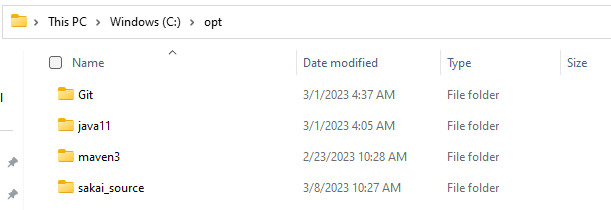 This PC > Windows (C:) > opt
Name Date modified Type Size
Git 3/1/2023 4:37 AM File folder
java11 3/1/2023 4:05 AM File folder
maven3 2/23/2023 10:28 AM File folder
sakai_source 3/8/2023 10:27 AM File folder